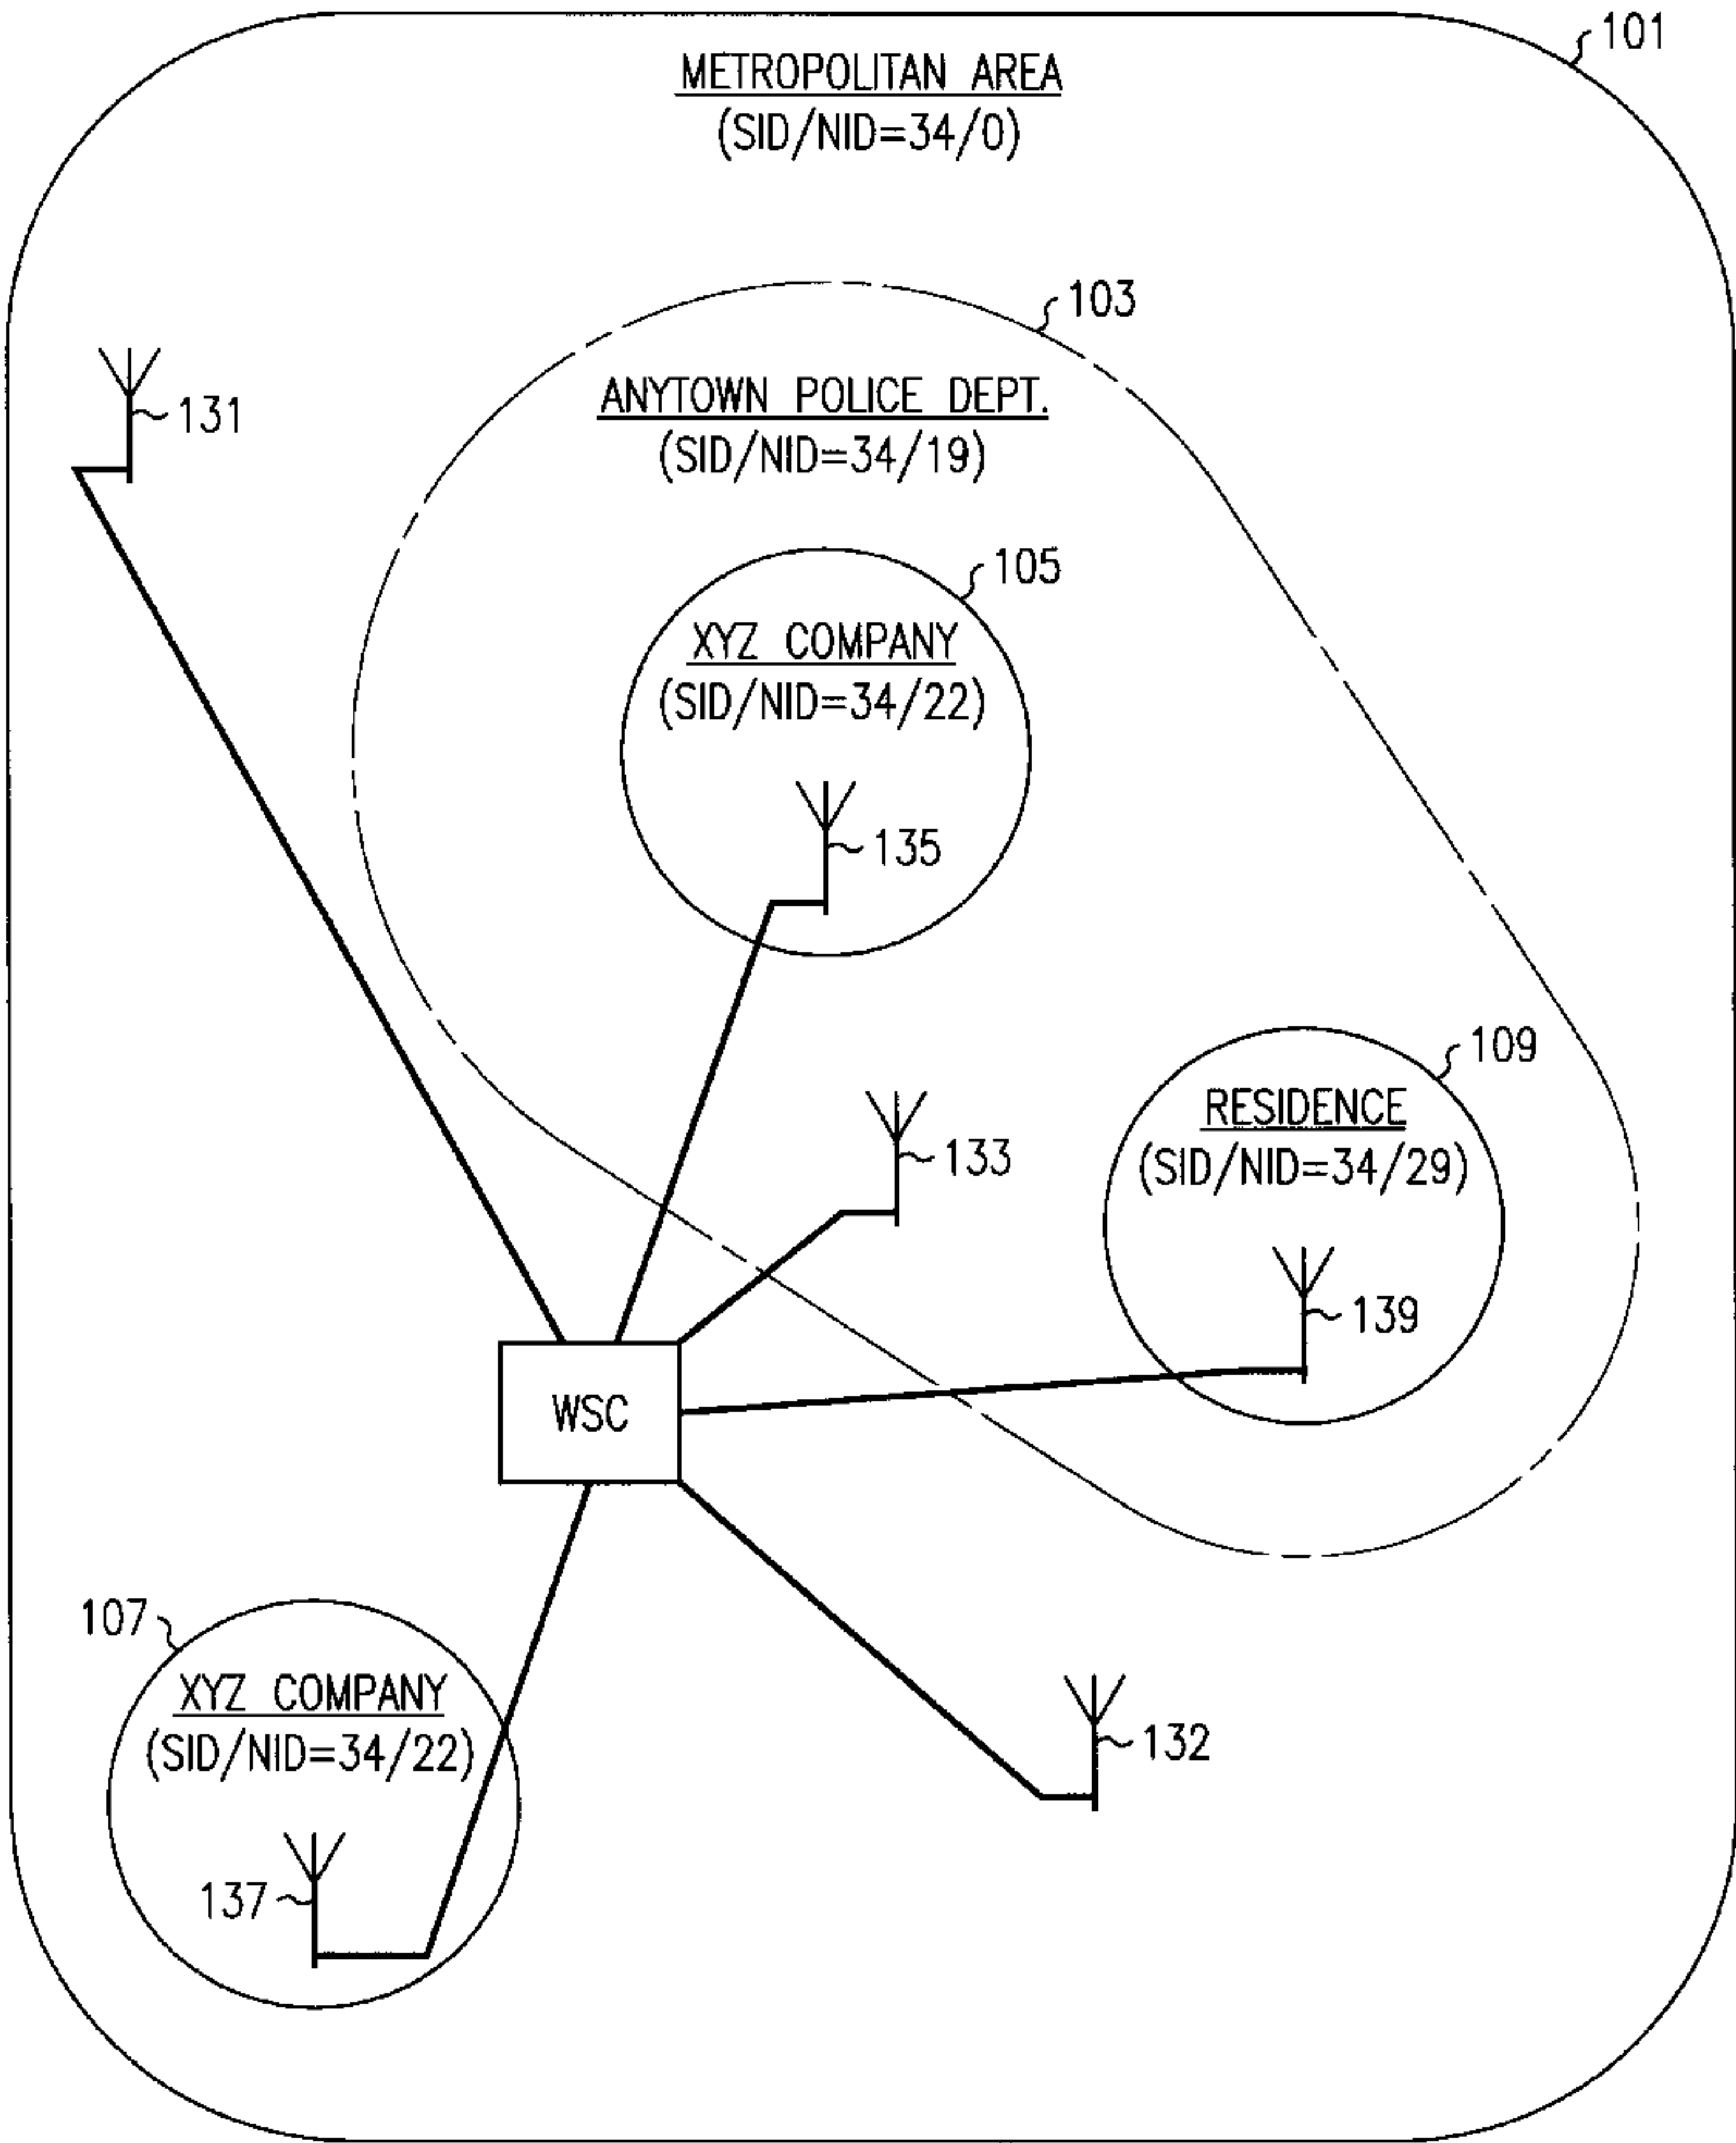 101
METROPOLITAN AREA
(SID/NID=34/0)
103
ANYTOWN POLICE DEPT.
(SID/NID=34/19)
131
105
XYZ COMPANY
(SID/NID=34/22)
135
109
RESIDENCE
(SID/NID=34/29)
133
139
WSC
107
XYZ COMPANY
(SID/NID=34/22)
132
137